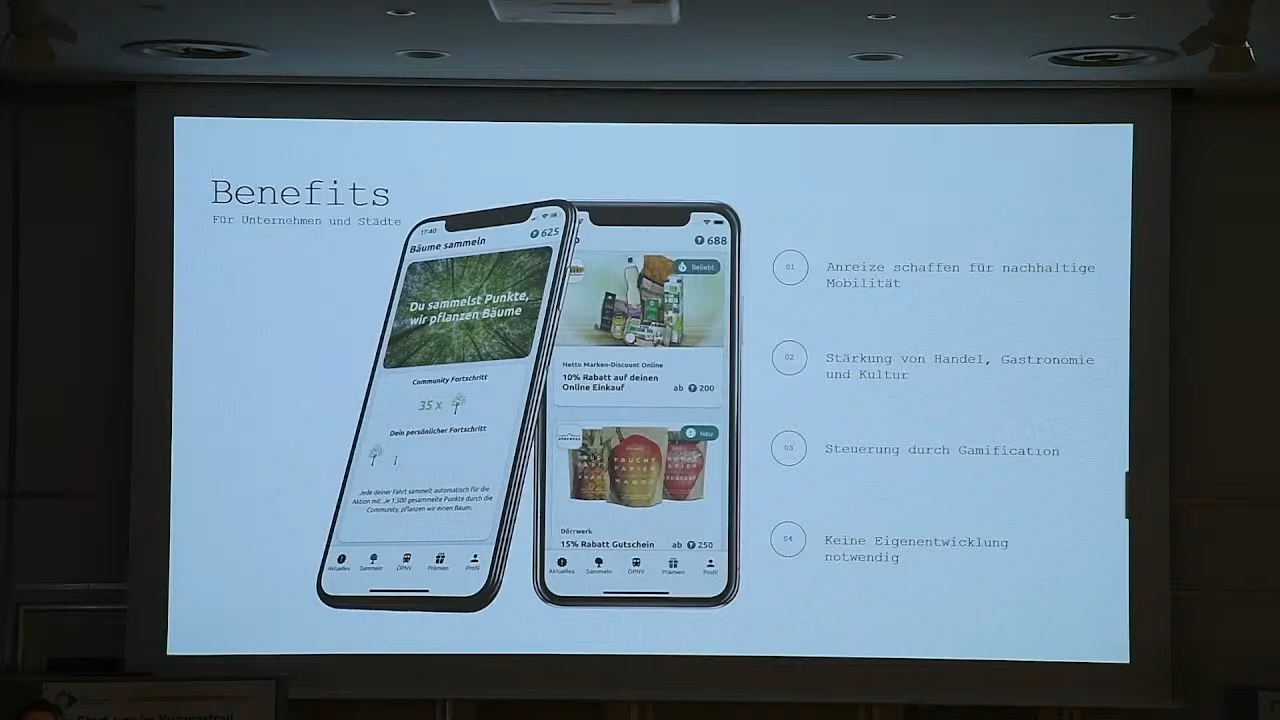 Benefits
Für Unternehmen und Städte
17:40
625
Bäume sammeln
Du sammelst Punkte,
wir pflanzen Bäume
Community Fortschritt
35 x
Dein persönlicher Fortschritt
Jede deiner Fahrt sammelt automatisch für die
Aktion mit. Je 1.500 gesammelte Punkte durch die
Community, pflanzen wir einen Baum.
Aktuelles Sammeln ÖPNV Prämien Profil
688
Beliebt
Netto Marken-Discount Online
10% Rabatt auf deinen
Online Einkauf
ab 200
Neu
FRUCHT
PAPIER
MANGO
Dörrwerk
15% Rabatt Gutschein ab 250
Aktuelles Sammeln ÖPNV Prämien Profil
01
Anreize schaffen für nachhaltige
Mobilität
02
Stärkung von Handel, Gastronomie
und Kultur
03
Steuerung durch Gamification
04
Keine Eigenentwicklung
notwendig